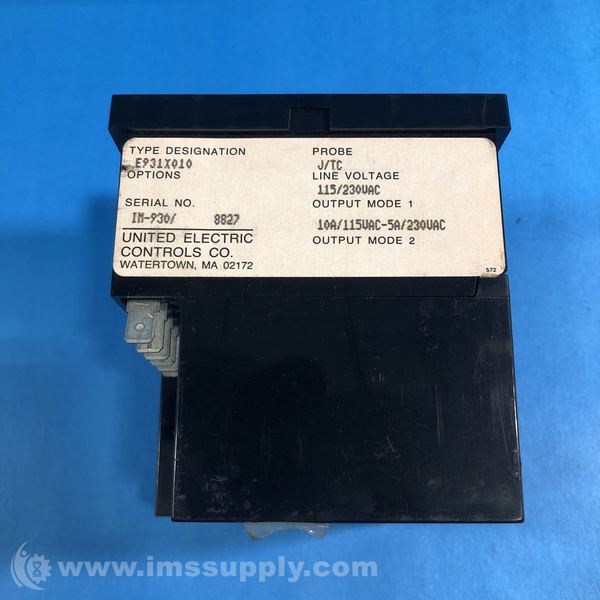 TYPE DESIGNATION
E931X010
OPTIONS
SERIAL NO.
IM-930/ 8827
UNITED ELECTRIC
CONTROLS CO.
WATERTOWN, MA 02172
PROBE
J/TC
LINE VOLTAGE
115/230VAC
OUTPUT MODE 1
10A/115VAC-5A/230VAC
OUTPUT MODE 2
572
www.imssupply.com